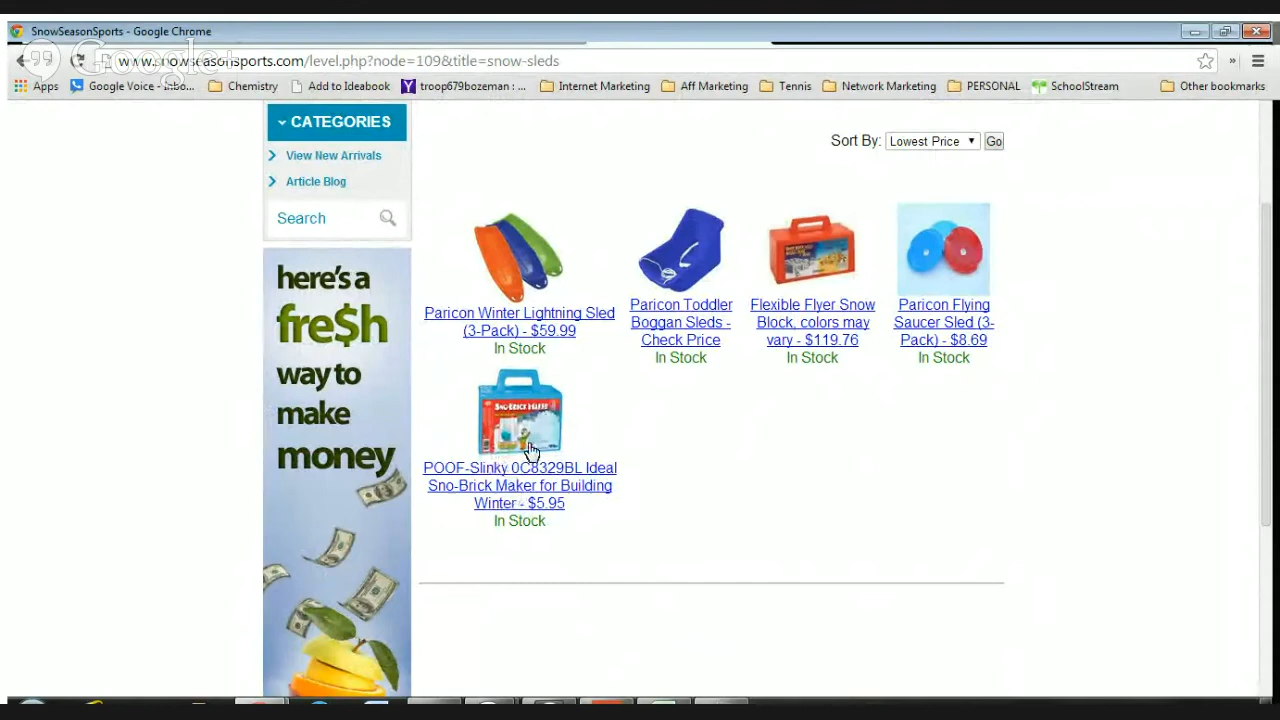 SnowSeasonSports - Google Chrome
Google+
www.snowseasonsports.com/level.php?node=109&title=snow-sleds
Apps
Google Voice - Inbo...
Chemistry
Add to Ideabook
troop679bozeman : ...
Internet Marketing
Aff Marketing
Tennis
Network Marketing
PERSONAL
SchoolStream
»
Other bookmarks
CATEGORIES
View New Arrivals
Article Blog
Search
here's a
fre$h
way to
make
money
Sort By: Lowest Price Go
Paricon Winter Lightning Sled
(3-Pack) - $59.99
In Stock
Paricon Toddler
Boggan Sleds -
Check Price
In Stock
Flexible Flyer Snow
Block, colors may
vary - $119.76
In Stock
Paricon Flying
Saucer Sled (3-
Pack) - $8.69
In Stock
SNO-BRICK MAKER
POOF-Slinky 0C8329BL Ideal
Sno-Brick Maker for Building
Winter - $5.95
In Stock